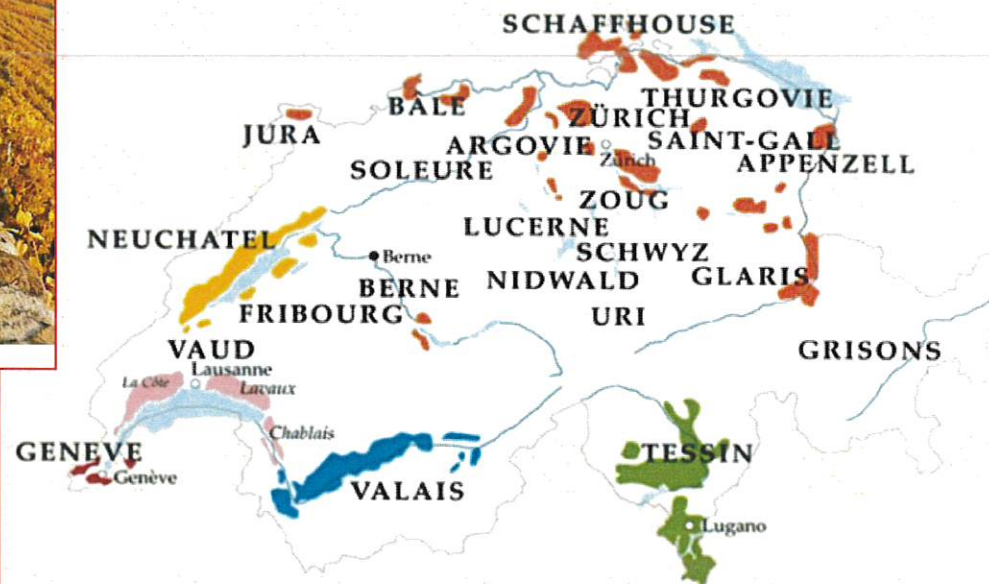 SCHAFFHOUSE
BÂLE
THURGOVIE
JURA
ZÜRICH
ARGOVIE
SAINT-GALL
Zürich
APPENZELL
SOLEURE
ZOUG
LUCERNE
NEUCHATEL
SCHWYZ
Berne
BERNE
NIDWALD
GLARIS
FRIBOURG
URI
VAUD
GRISONS
Lausanne
La Côte
Lavaux
Chablais
GENEVE
TESSIN
Genève
VALAIS
Lugano